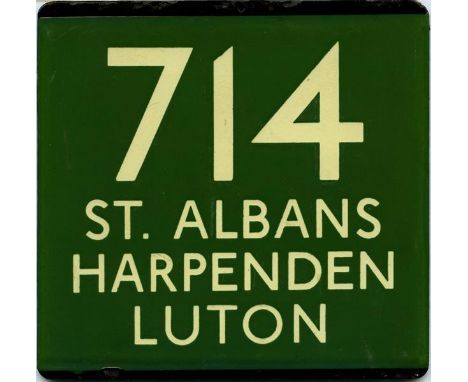 714
ST. ALBANS
HARPENDEN
LUTON